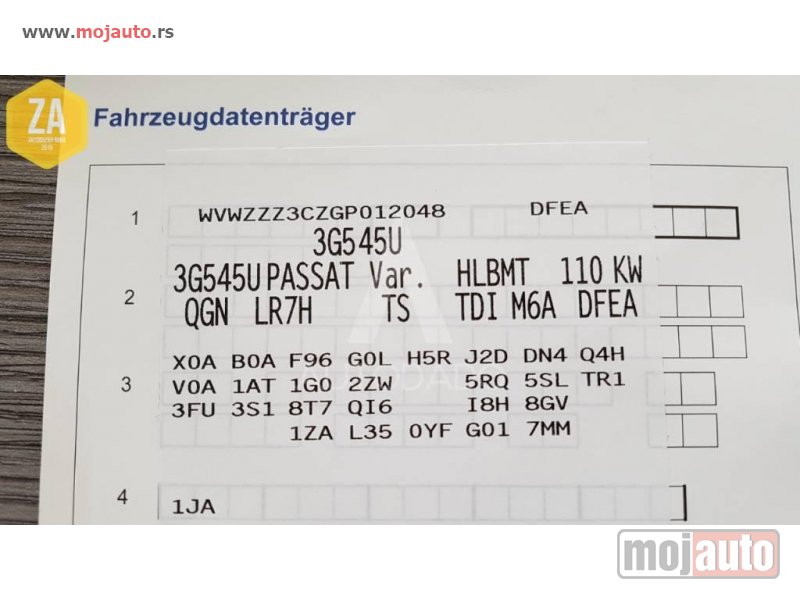 www.mojauto.rs
ZA
Fahrzeugdatenträger
1 WVWZZZ3CZGP012048 DFEA
3G545U
3G545U PASSAT Var. HLBMT 110 KW
2 QGN LR7H TS TDI M6A DFEA
X0A B0A F96 G0L H5R J2D DN4 Q4H
3 V0A 1AT 1G0 2ZW 5RQ 5SL TR1
3FU 3S1 8T7 QI6 I8H 8GV
1ZA L35 0YF G01 7MM
4 1JA
AUTODADO
mojauto